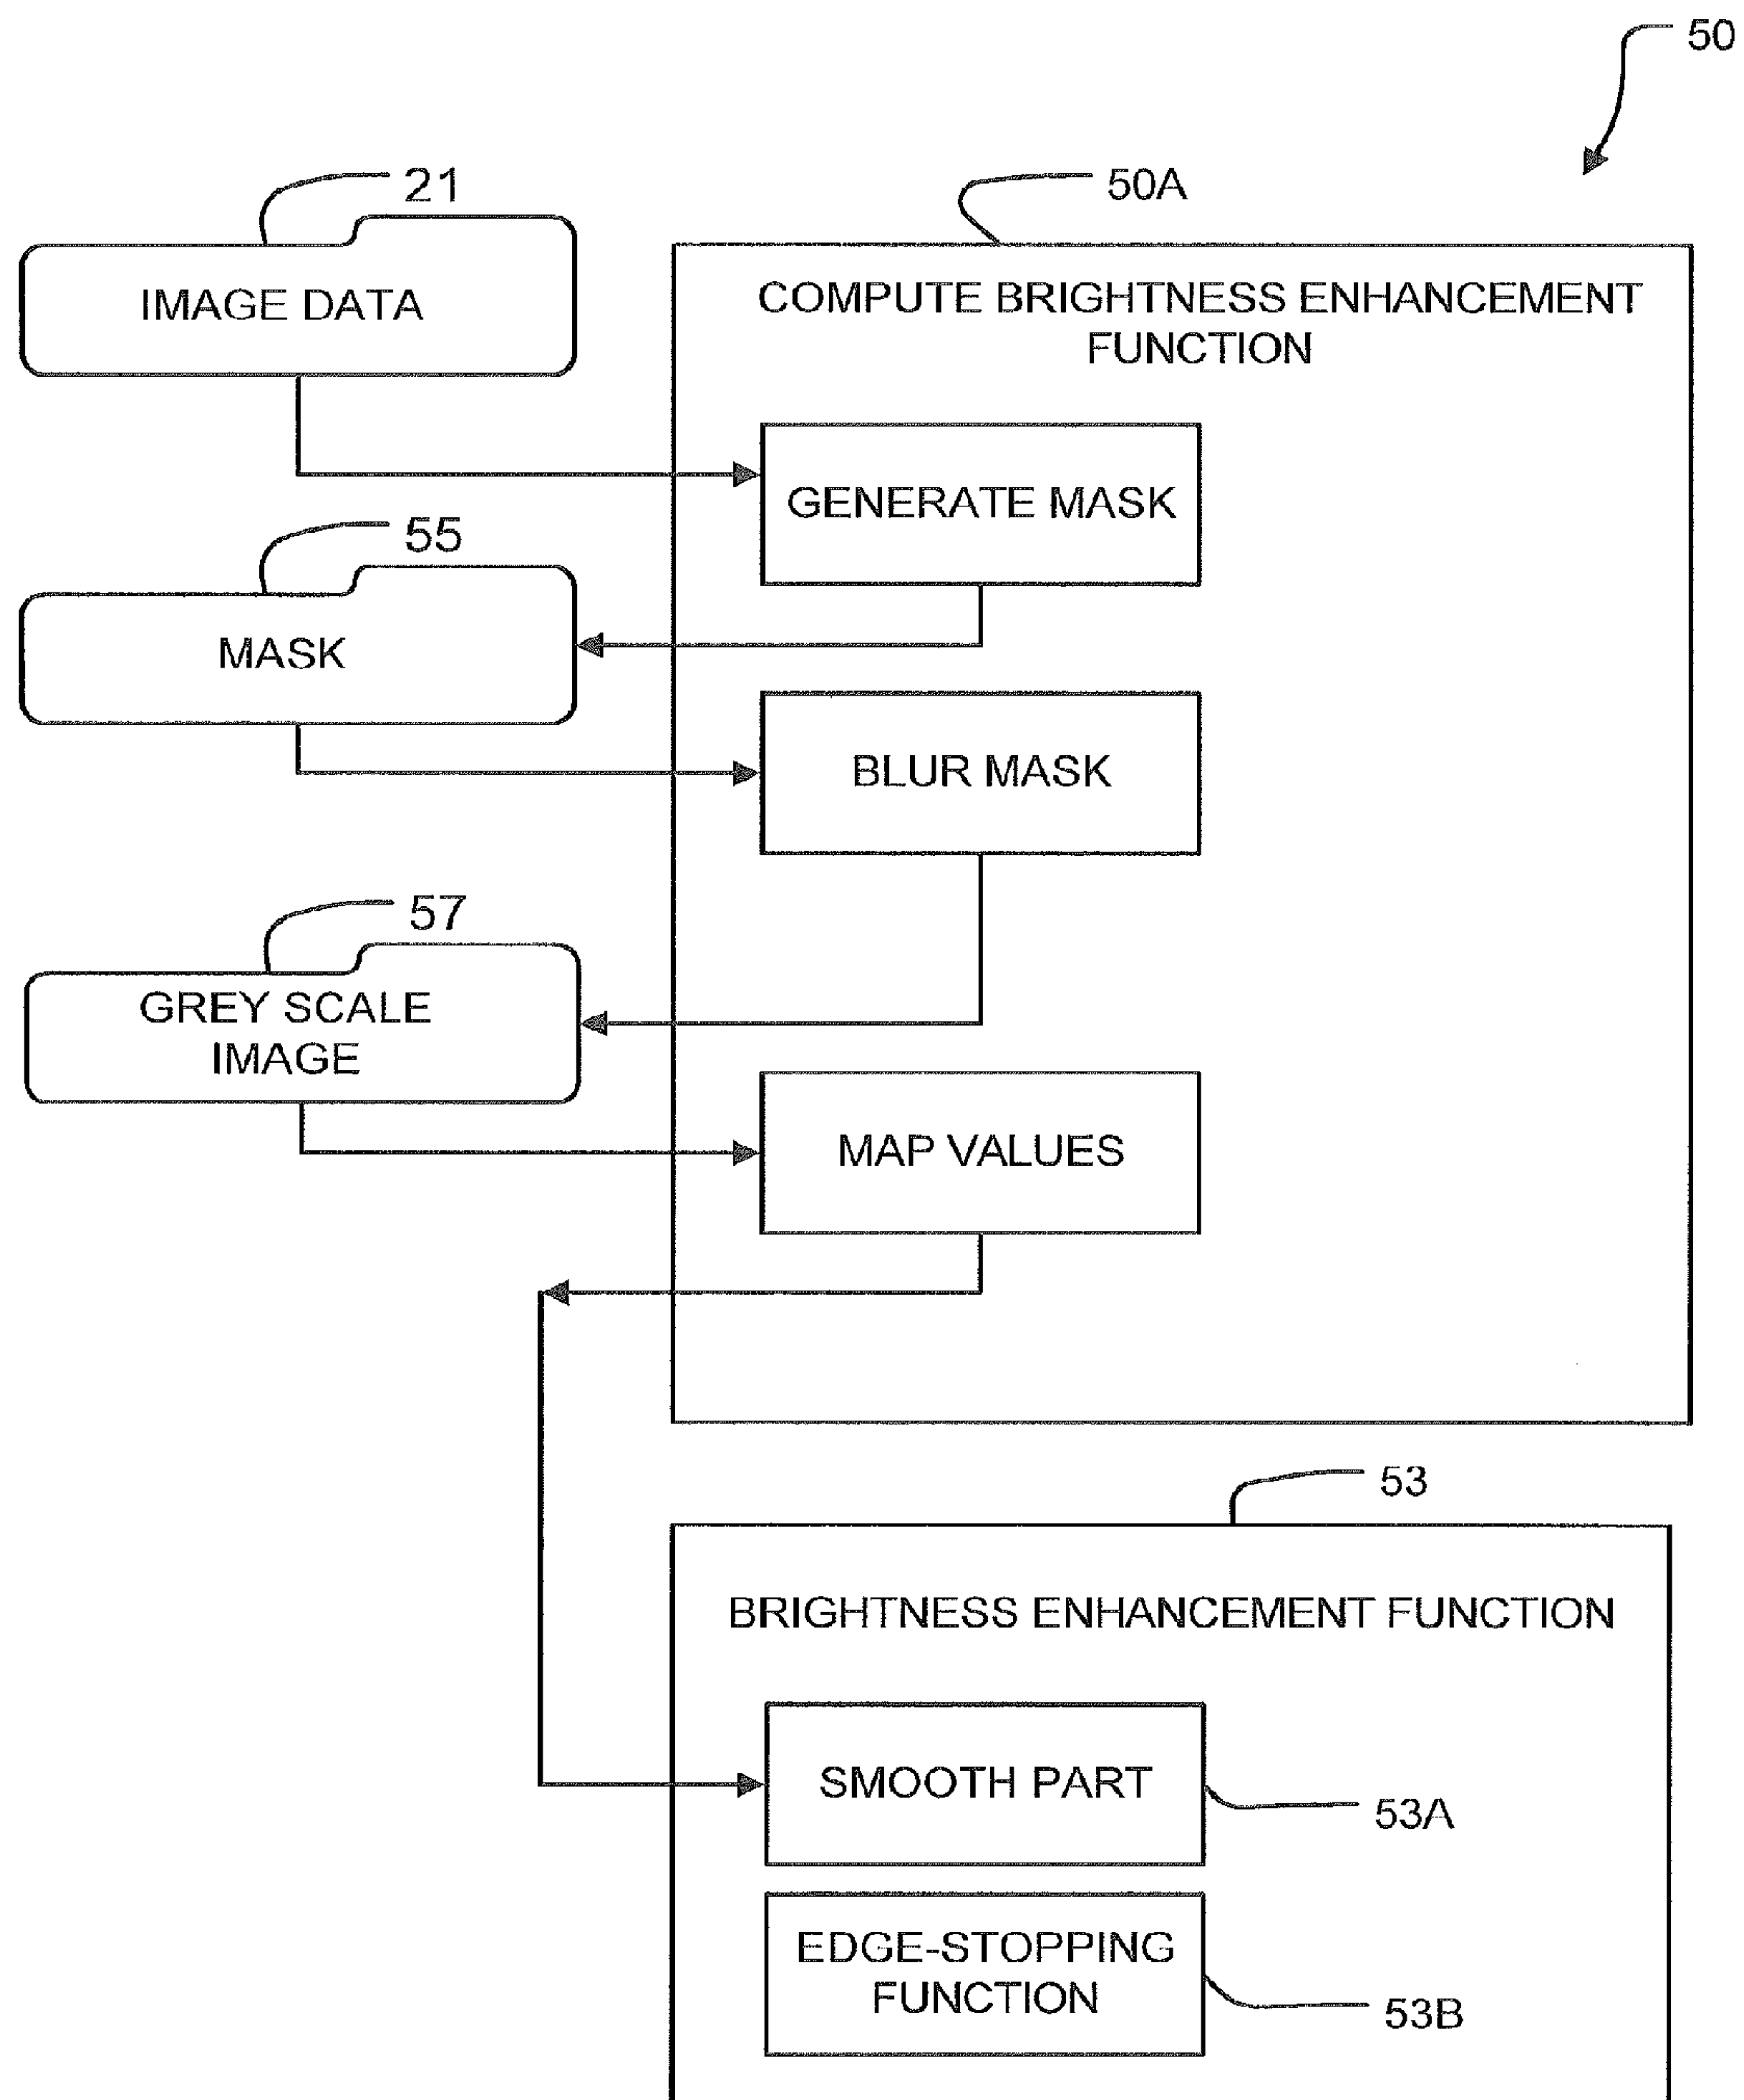 50
21
50A
IMAGE DATA
COMPUTE BRIGHTNESS ENHANCEMENT
FUNCTION
GENERATE MASK
55
MASK
BLUR MASK
57
GREY SCALE
IMAGE
MAP VALUES
53
BRIGHTNESS ENHANCEMENT FUNCTION
SMOOTH PART
53A
EDGE-STOPPING
FUNCTION
53B